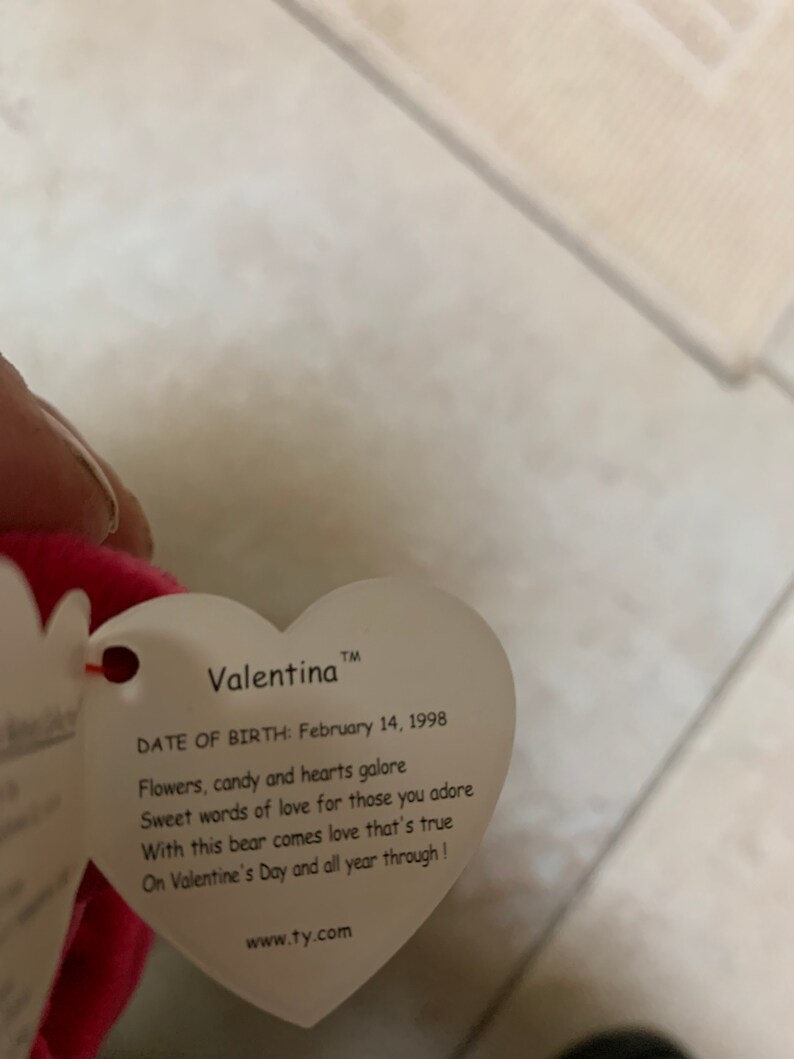 Valentina™
DATE OF BIRTH: February 14, 1998
Flowers, candy and hearts galore
Sweet words of love for those you adore
With this bear comes love that's true
On Valentine's Day and all year through !
www.ty.com